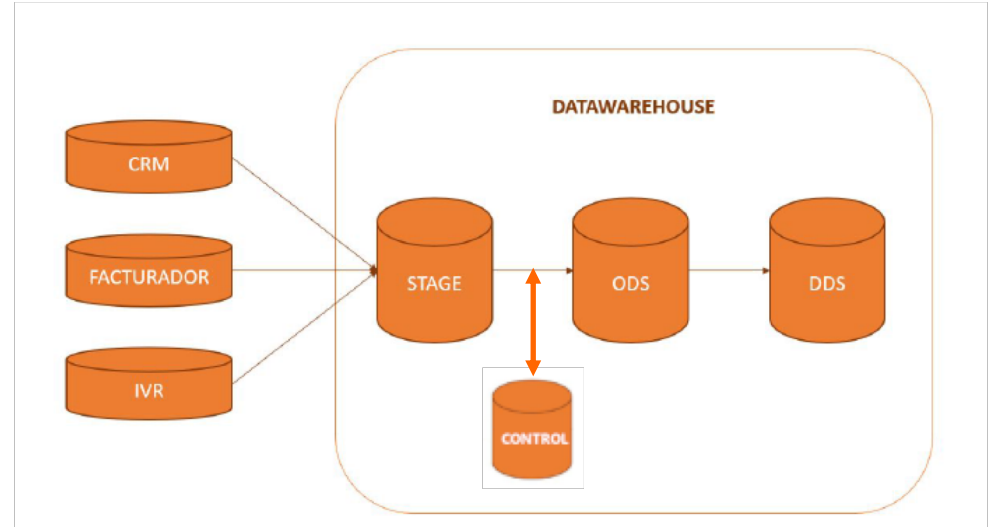 DATAWAREHOUSE
CRM
FACTURADOR
IVR
STAGE
ODS
DDS
CONTROL